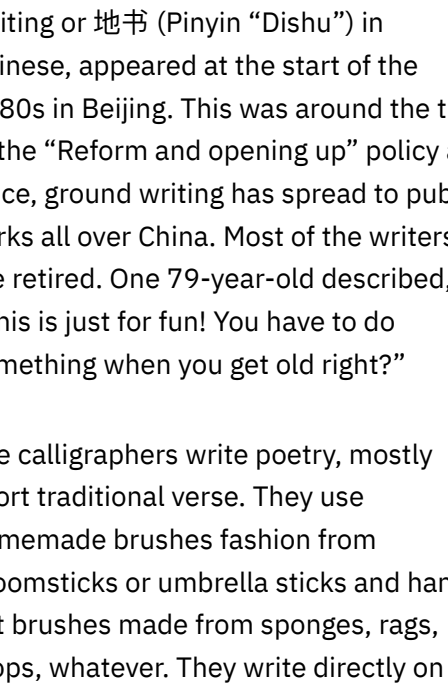 iting or 地书 (Pinyin “Dishu”) in
inese, appeared at the start of the
80s in Beijing. This was around the t
the “Reform and opening up” policy
ce, ground writing has spread to pub
rks all over China. Most of the writers
e retired. One 79-year-old described,
his is just for fun! You have to do
mething when you get old right?”
e calligraphers write poetry, mostly
ort traditional verse. They use
memade brushes fashion from
oomsticks or umbrella sticks and han
t brushes made from sponges, rags,
ops, whatever. They write directly on